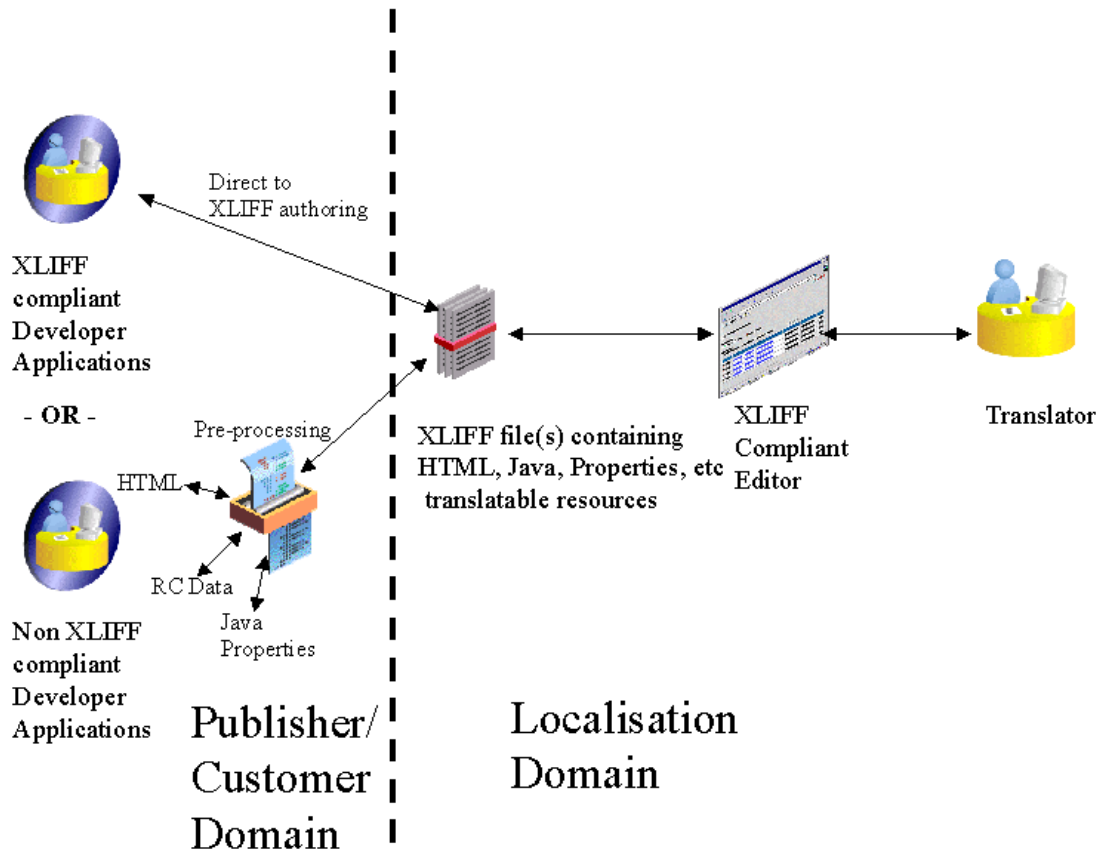 Direct to
XLIFF authoring
XLIFF
compliant
Developer
Applications
- OR -
Pre-processing
HTML
RC Data
Java
Properties
Non XLIFF
compliant
Developer
Applications
XLIFF file(s) containing
HTML, Java, Properties, etc
translatable resources
XLIFF
Compliant
Editor
Translator
Publisher/
Customer
Domain
Localisation
Domain